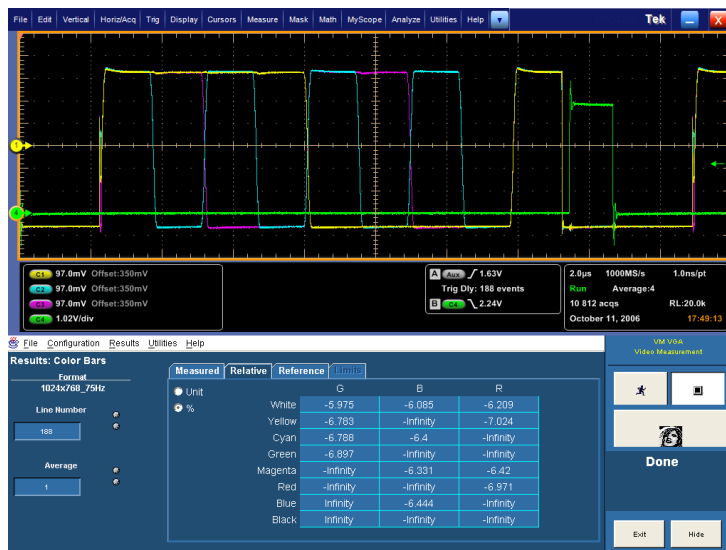 File Edit Vertical Horiz/Acq Trig Display Cursors Measure Mask Math MyScope Analyze Utilities Help Tek X
1
4
C1 97.0mV Offset:350mV
C2 97.0mV Offset:350mV
C3 97.0mV Offset:350mV
C4 1.02V/div
A Aux 1.63V
Trig Dly: 188 events
B C4 2.24V
2.0µs 1000MS/s 1.0ns/pt
Run Average:4
10 812 acqs RL:20.0k
October 11, 2006 17:49:13
File Configuration Results Utilities Help
Results: Color Bars
Format
1024x768_75Hz
Line Number
188
Average
1
Measured Relative Reference Limits
Unit
%
G B R
White -5.975 -6.085 -6.209
Yellow -6.783 -Infinity -7.024
Cyan -6.788 -6.4 -Infinity
Green -6.897 -Infinity -Infinity
Magenta -Infinity -6.331 -6.42
Red -Infinity -Infinity -6.971
Blue Infinity -6.444 -Infinity
Black Infinity -Infinity -Infinity
VM VGA
Video Measurement
Done
Exit Hide